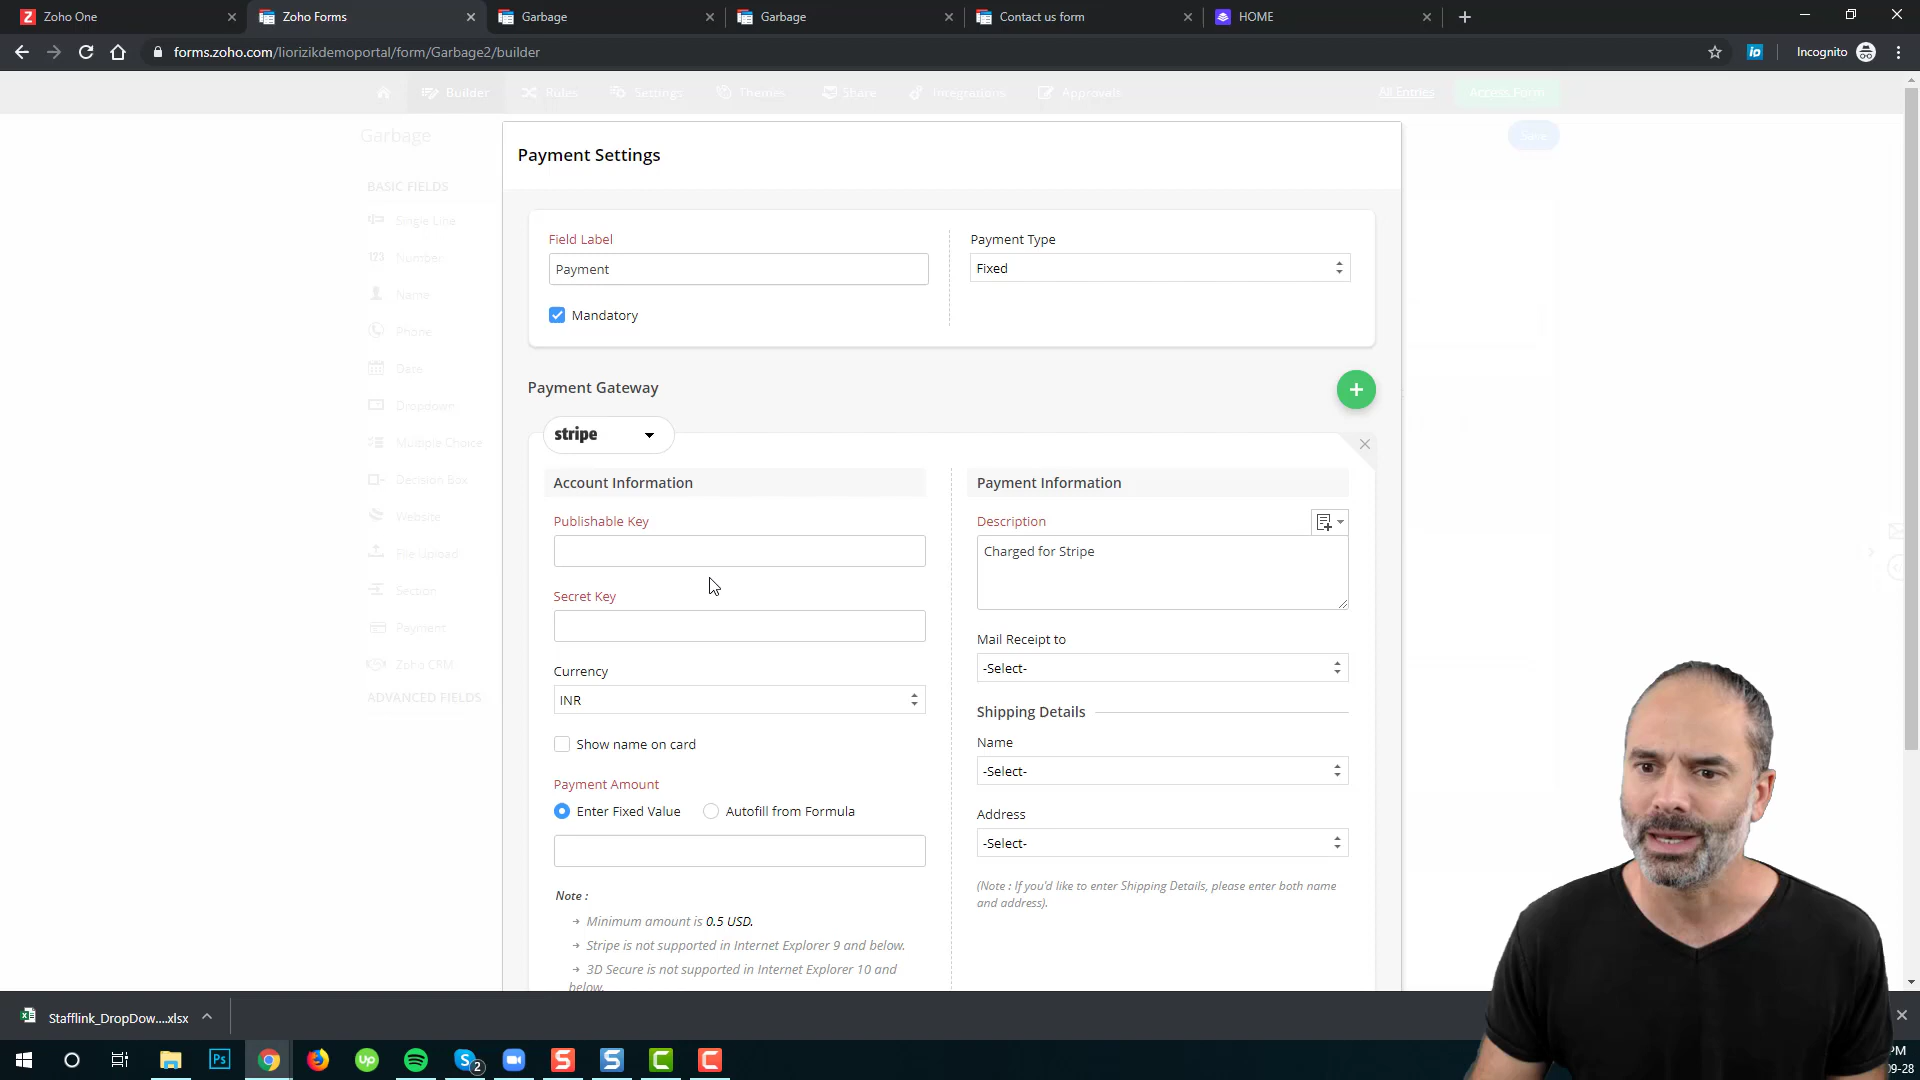 Zoho One
Zoho Forms
Garbage
Garbage
Contact us form
HOME
forms.zoho.com/liorizikdemoportal/form/Garbage2/builder
Incognito
Builder
Rules
Settings
Themes
Share
Integrations
Approvals
All Entries
Access Form
Garbage
Save
BASIC FIELDS
Single Line
Number
Name
Phone
Date
Dropdown
Multiple Choice
Decision Box
Website
File Upload
Section
Payment
Zoho CRM
ADVANCED FIELDS
Payment Settings
Field Label
Payment
Mandatory
Payment Type
Fixed
Payment Gateway
stripe
Account Information
Publishable Key
Secret Key
Currency
INR
Show name on card
Payment Amount
Enter Fixed Value
Autofill from Formula
Note :
→ Minimum amount is 0.5 USD.
→ Stripe is not supported in Internet Explorer 9 and below.
→ 3D Secure is not supported in Internet Explorer 10 and
below.
Payment Information
Description
Charged for Stripe
Mail Receipt to
-Select-
Shipping Details
Name
-Select-
Address
-Select-
(Note : If you'd like to enter Shipping Details, please enter both name
and address).
Stafflink_DropDow....xlsx
PM
09-28